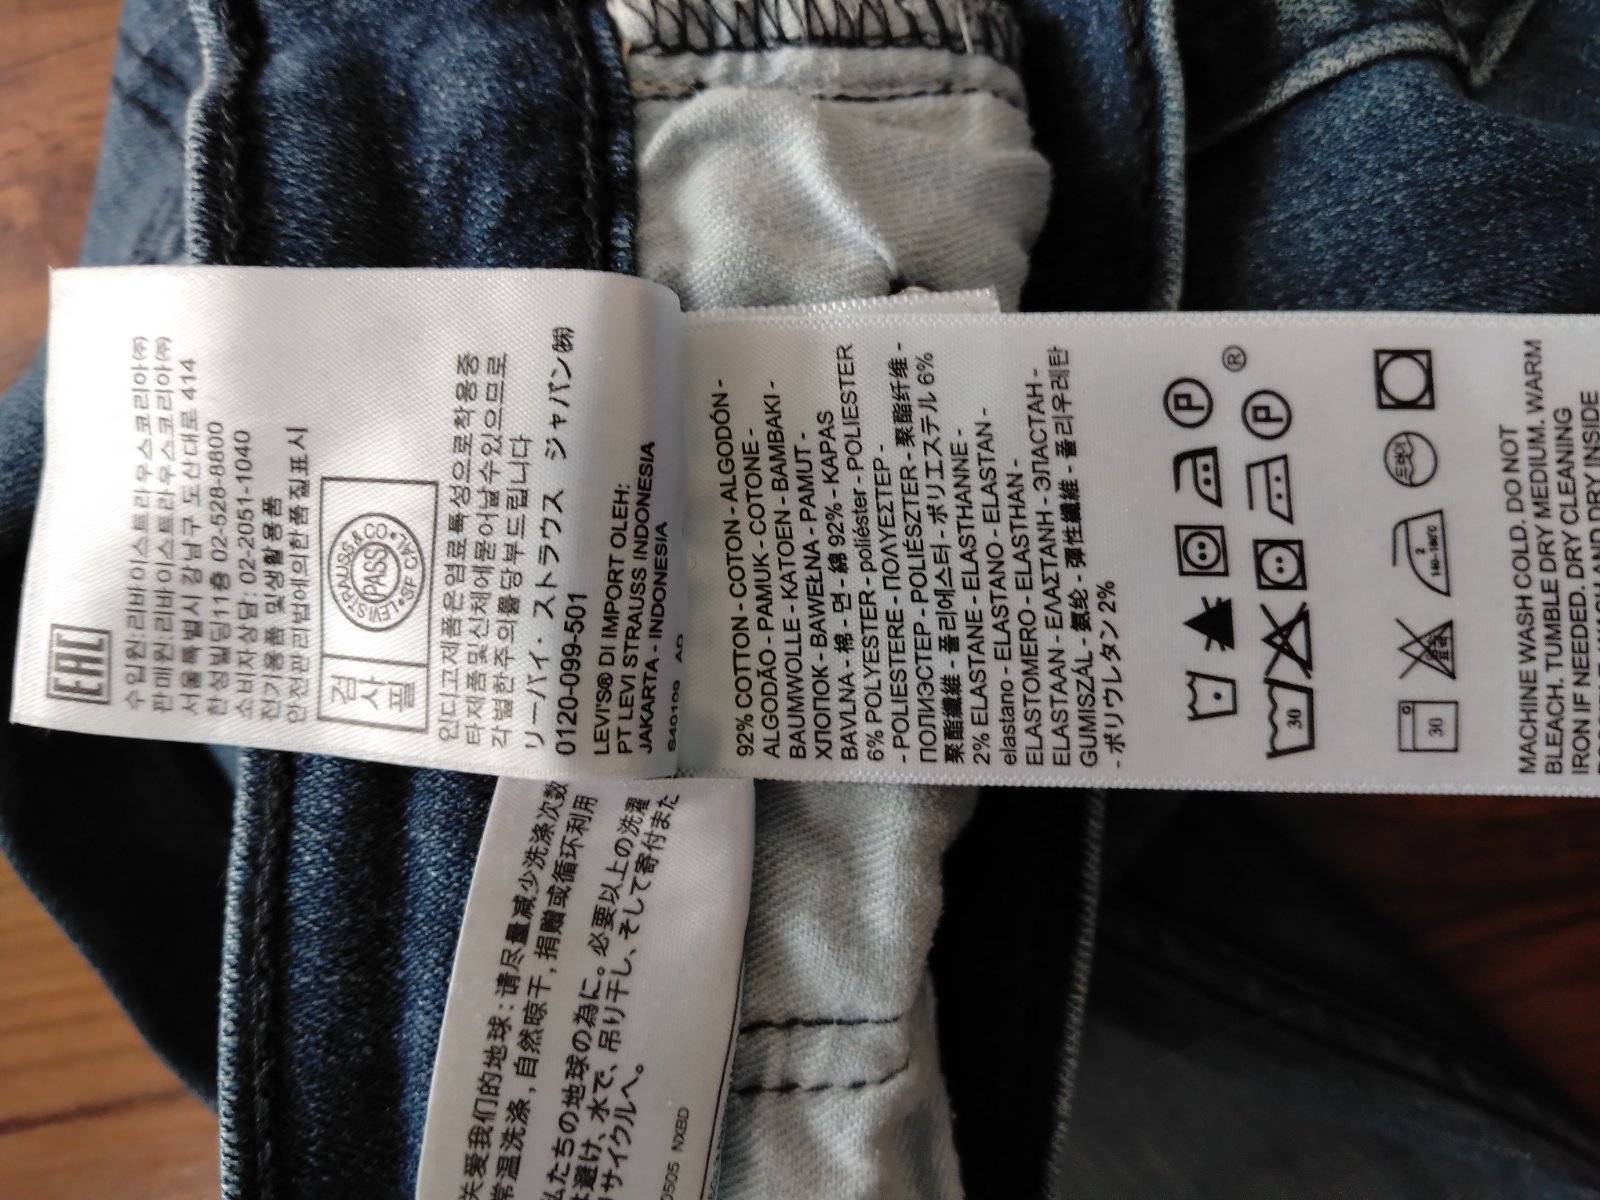 EAC
수입원:리바이스트라우스코리아(주)
판매원:리바이스트라우스코리아(주)
서울특별시 강남구 도산대로 414
한성빌딩11층 02-528-8800
소비자상담: 02-2051-1040
전기용품 및생활용품
안전관리법에의한품질표시
검사필
LEVI STRAUSS & CO
PASS
SF CAL
인디고제품은염료특성으로착용중
타제품및신체에묻어날수있으므로
각별한주의를당부드립니다
リーバイ・ストラウス ジャパン㈱
0120-099-501
LEVI'S® DI IMPORT OLEH:
PT LEVI STRAUSS INDONESIA
JAKARTA - INDONESIA
S40109 AD
92% COTTON - COTON - ALGODÓN -
ALGODÃO - PAMUK - COTONE -
BAUMWOLLE - KATOEN - BAMBAKI -
ХЛОПОК - BAWEŁNA - PAMUT -
BAVLNA - 棉 - 면 - 綿 92% - KAPAS
6% POLYESTER - poliéster - POLIESTER
- POLIESTERE - ΠΟΛΥΕΣΤΕΡ -
ПОЛИЭСТЕР - POLIÉSZTER - 聚酯纤维 -
聚酯纖維 - 폴리에스터 - ポリエステル 6%
2% ELASTANE - ELASTHANNE -
elastano - ELASTANO - ELASTAN -
ELASTOMERO - ELASTHAN -
ELASTAAN - ΕΛΑΣΤΑΝΗ - ЭЛАСТАН -
GUMISZÁL - 氨纶 - 彈性纖維 - 폴리우레탄
- ポリウレタン 2%
P
30 P ®
30 2 140-160°C 드라이
MACHINE WASH COLD. DO NOT
BLEACH. TUMBLE DRY MEDIUM. WARM
IRON IF NEEDED. DRY CLEANING
关爱我们的地球:请尽量减少洗涤次数
常温洗涤,自然晾干,捐赠或循环利用
私たちの地球の為に。必要以上の洗濯
は避け、水で、吊り干し、そして寄付また
リサイクルへ。
0505 NXBD